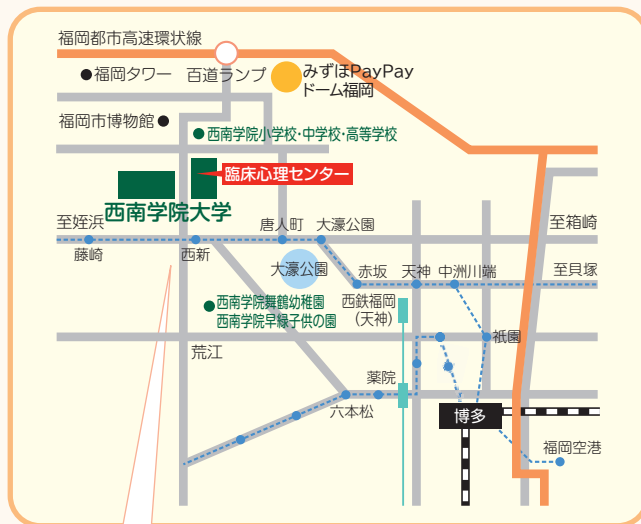 福岡都市高速環状線
●福岡タワー
百道ランプ
みずほPayPay
ドーム福岡
福岡市博物館●
●西南学院小学校・中学校・高等学校
臨床心理センター
西南学院大学
至姪浜
唐人町
大濠公園
至箱崎
藤崎
西新
大濠公園
赤坂
天神
中洲川端
至貝塚
●西南学院舞鶴幼稚園
西南学院早緑子供の園
西鉄福岡
(天神)
祇園
荒江
薬院
六本松
博多
福岡空港